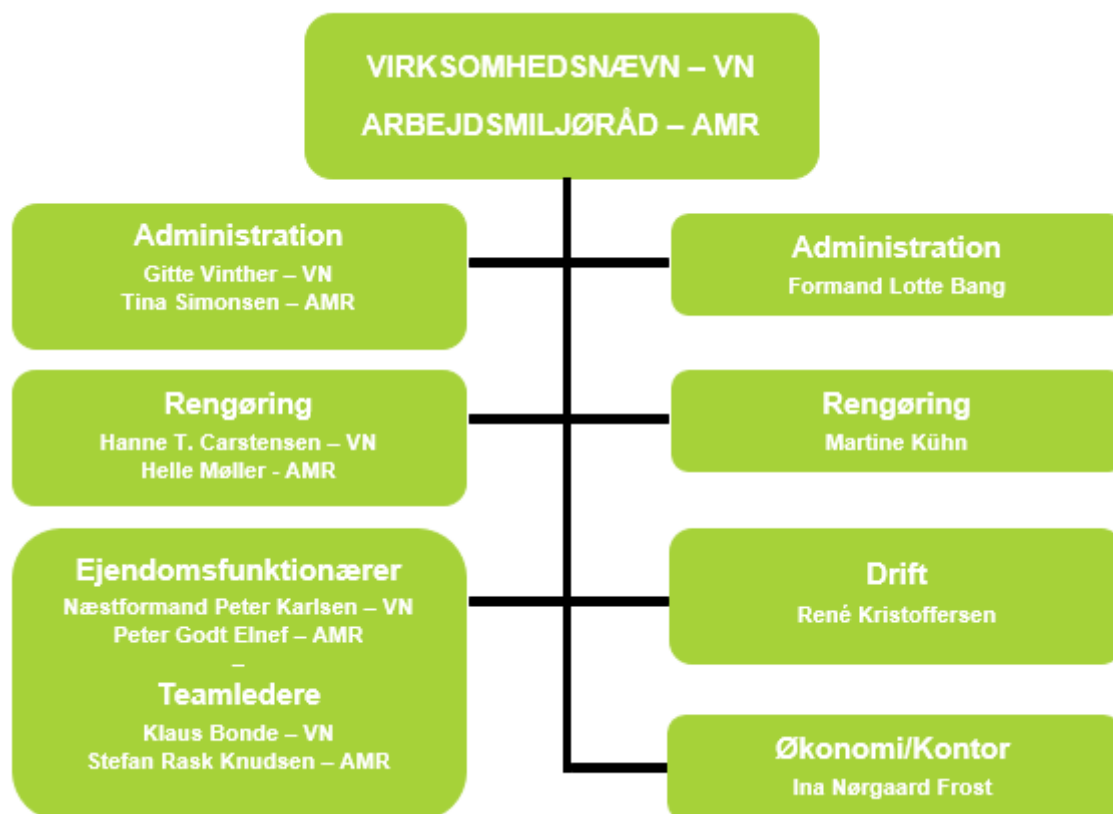 VIRKSOMHEDSNÆVN – VN
ARBEJDSMILJØRÅD – AMR
Administration
Gitte Vinther – VN
Tina Simonsen – AMR
Administration
Formand Lotte Bang
Rengøring
Hanne T. Carstensen – VN
Helle Møller - AMR
Rengøring
Martine Kühn
Ejendomsfunktionærer
Næstformand Peter Karlsen – VN
Peter Godt Elnef – AMR
–
Teamledere
Klaus Bonde – VN
Stefan Rask Knudsen – AMR
Drift
René Kristoffersen
Økonomi/Kontor
Ina Nørgaard Frost